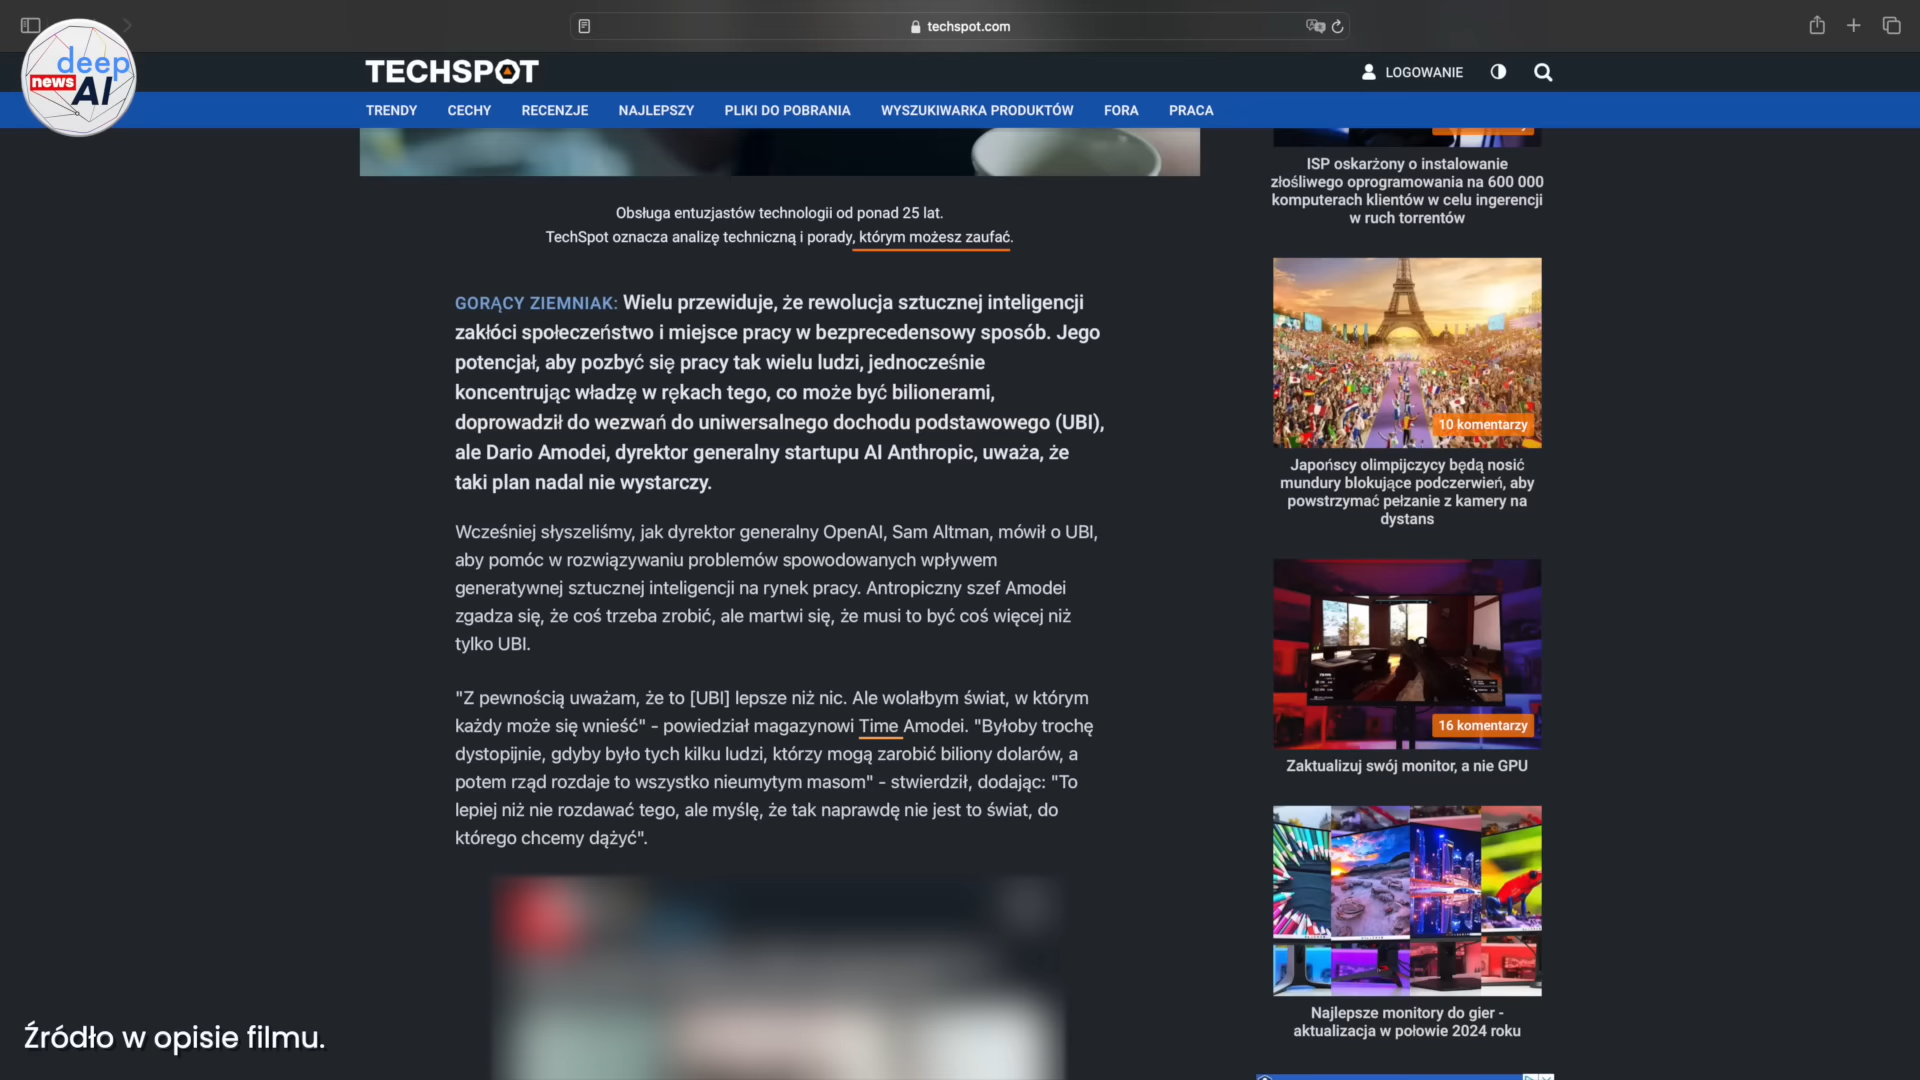 techspot.com
deep
news
AI
TECHSPOT
LOGOWANIE
TRENDY
CECHY
RECENZJE
NAJLEPSZY
PLIKI DO POBRANIA
WYSZUKIWARKA PRODUKTÓW
FORA
PRACA
Obsługa entuzjastów technologii od ponad 25 lat.
TechSpot oznacza analizę techniczną i porady, którym możesz zaufać.
GORĄCY ZIEMNIAK: Wielu przewiduje, że rewolucja sztucznej inteligencji
zakłóci społeczeństwo i miejsce pracy w bezprecedensowy sposób. Jego
potencjał, aby pozbyć się pracy tak wielu ludzi, jednocześnie
koncentrując władzę w rękach tego, co może być bilionerami,
doprowadził do wezwań do uniwersalnego dochodu podstawowego (UBI),
ale Dario Amodei, dyrektor generalny startupu AI Anthropic, uważa, że
taki plan nadal nie wystarczy.
Wcześniej słyszeliśmy, jak dyrektor generalny OpenAI, Sam Altman, mówił o UBI,
aby pomóc w rozwiązywaniu problemów spowodowanych wpływem
generatywnej sztucznej inteligencji na rynek pracy. Antropiczny szef Amodei
zgadza się, że coś trzeba zrobić, ale martwi się, że musi to być coś więcej niż
tylko UBI.
"Z pewnością uważam, że to [UBI] lepsze niż nic. Ale wolałbym świat, w którym
każdy może się wnieść" - powiedział magazynowi Time Amodei. "Byłoby trochę
dystopijnie, gdyby było tych kilku ludzi, którzy mogą zarobić biliony dolarów, a
potem rząd rozdaje to wszystko nieumytym masom" - stwierdził, dodając: "To
lepiej niż nie rozdawać tego, ale myślę, że tak naprawdę nie jest to świat, do
którego chcemy dążyć".
ISP oskarżony o instalowanie
złośliwego oprogramowania na 600 000
komputerach klientów w celu ingerencji
w ruch torrentów
10 komentarzy
Japońscy olimpijczycy będą nosić
mundury blokujące podczerwień, aby
powstrzymać pełzanie z kamery na
dystans
16 komentarzy
Zaktualizuj swój monitor, a nie GPU
Najlepsze monitory do gier -
aktualizacja w połowie 2024 roku
Źródło w opisie filmu.